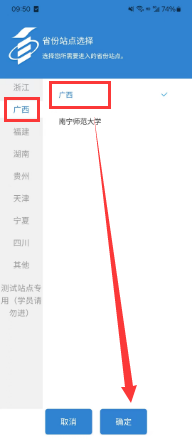 09:50
74%
省份站点选择
选择您所需要进入的省份站点。
浙江
广西
福建
湖南
贵州
天津
宁夏
四川
其他
测试站点专
用（学员请
勿进）
广西
南宁师范大学
取消
确定